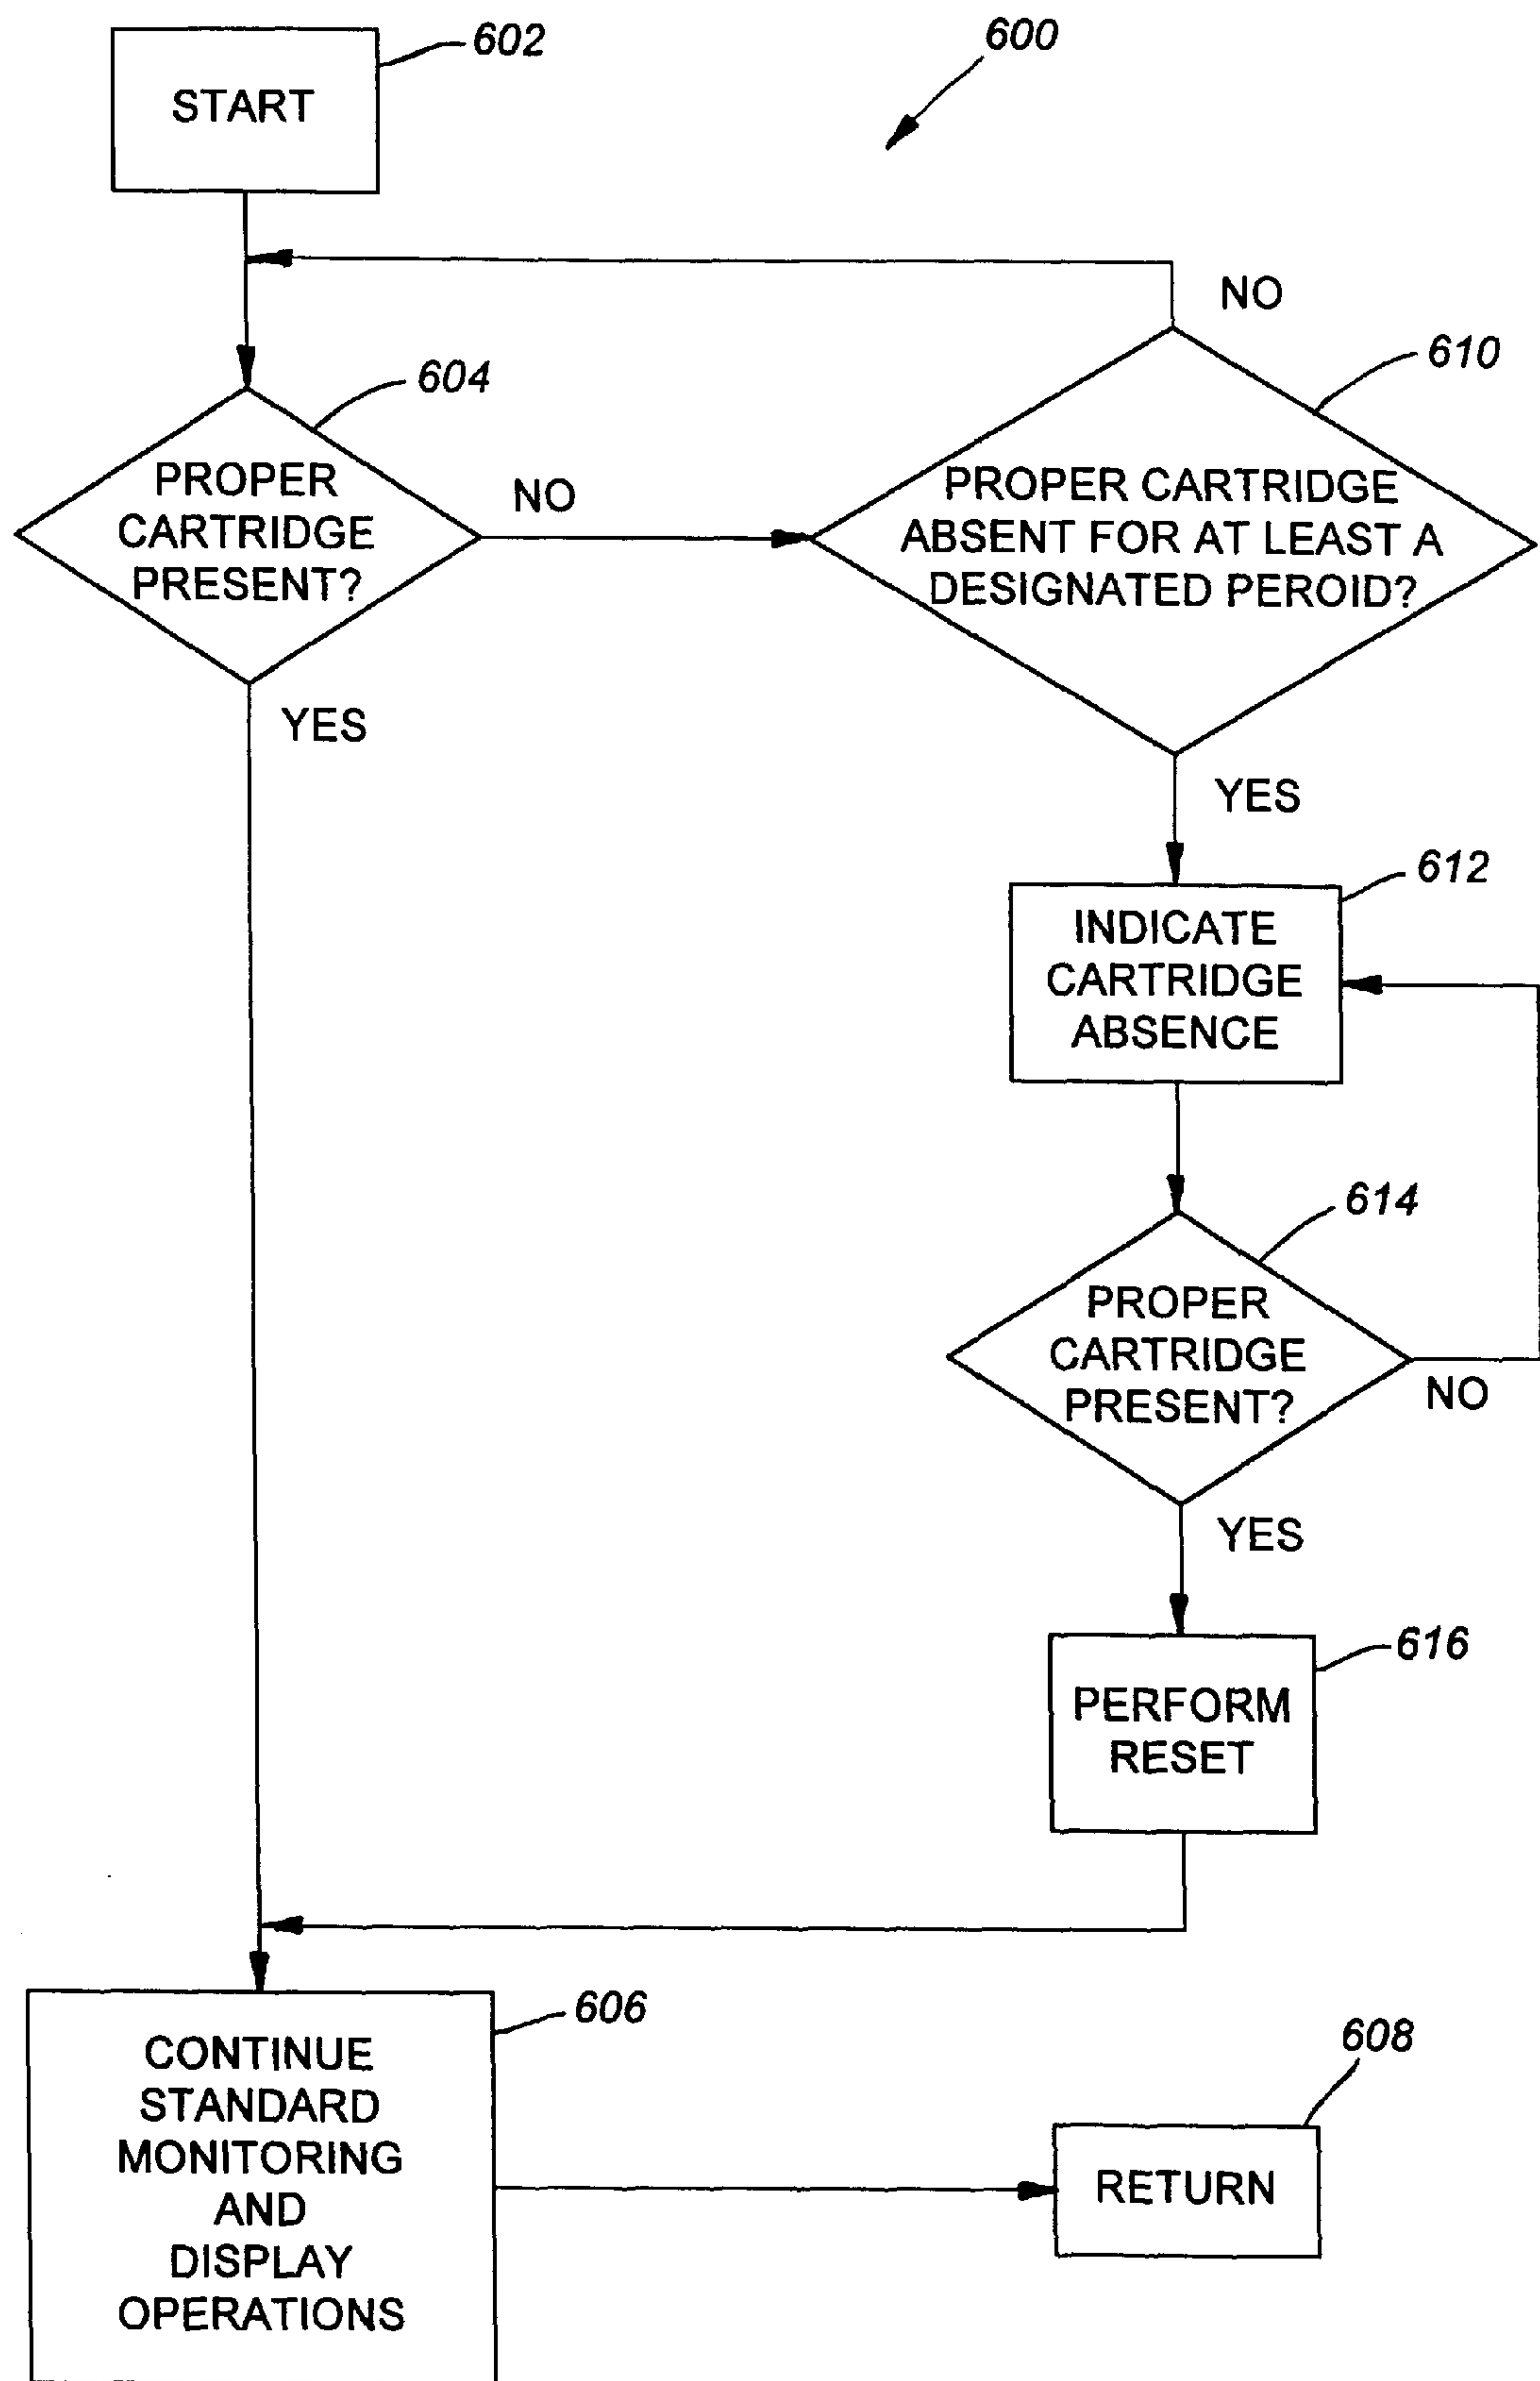 602
600
START
NO
610
604
PROPER
CARTRIDGE
PRESENT?
NO
PROPER CARTRIDGE
ABSENT FOR AT LEAST A
DESIGNATED PEROID?
YES
YES
612
INDICATE
CARTRIDGE
ABSENCE
614
PROPER
CARTRIDGE
PRESENT?
NO
YES
616
PERFORM
RESET
606
CONTINUE
STANDARD
MONITORING
AND
DISPLAY
OPERATIONS
608
RETURN